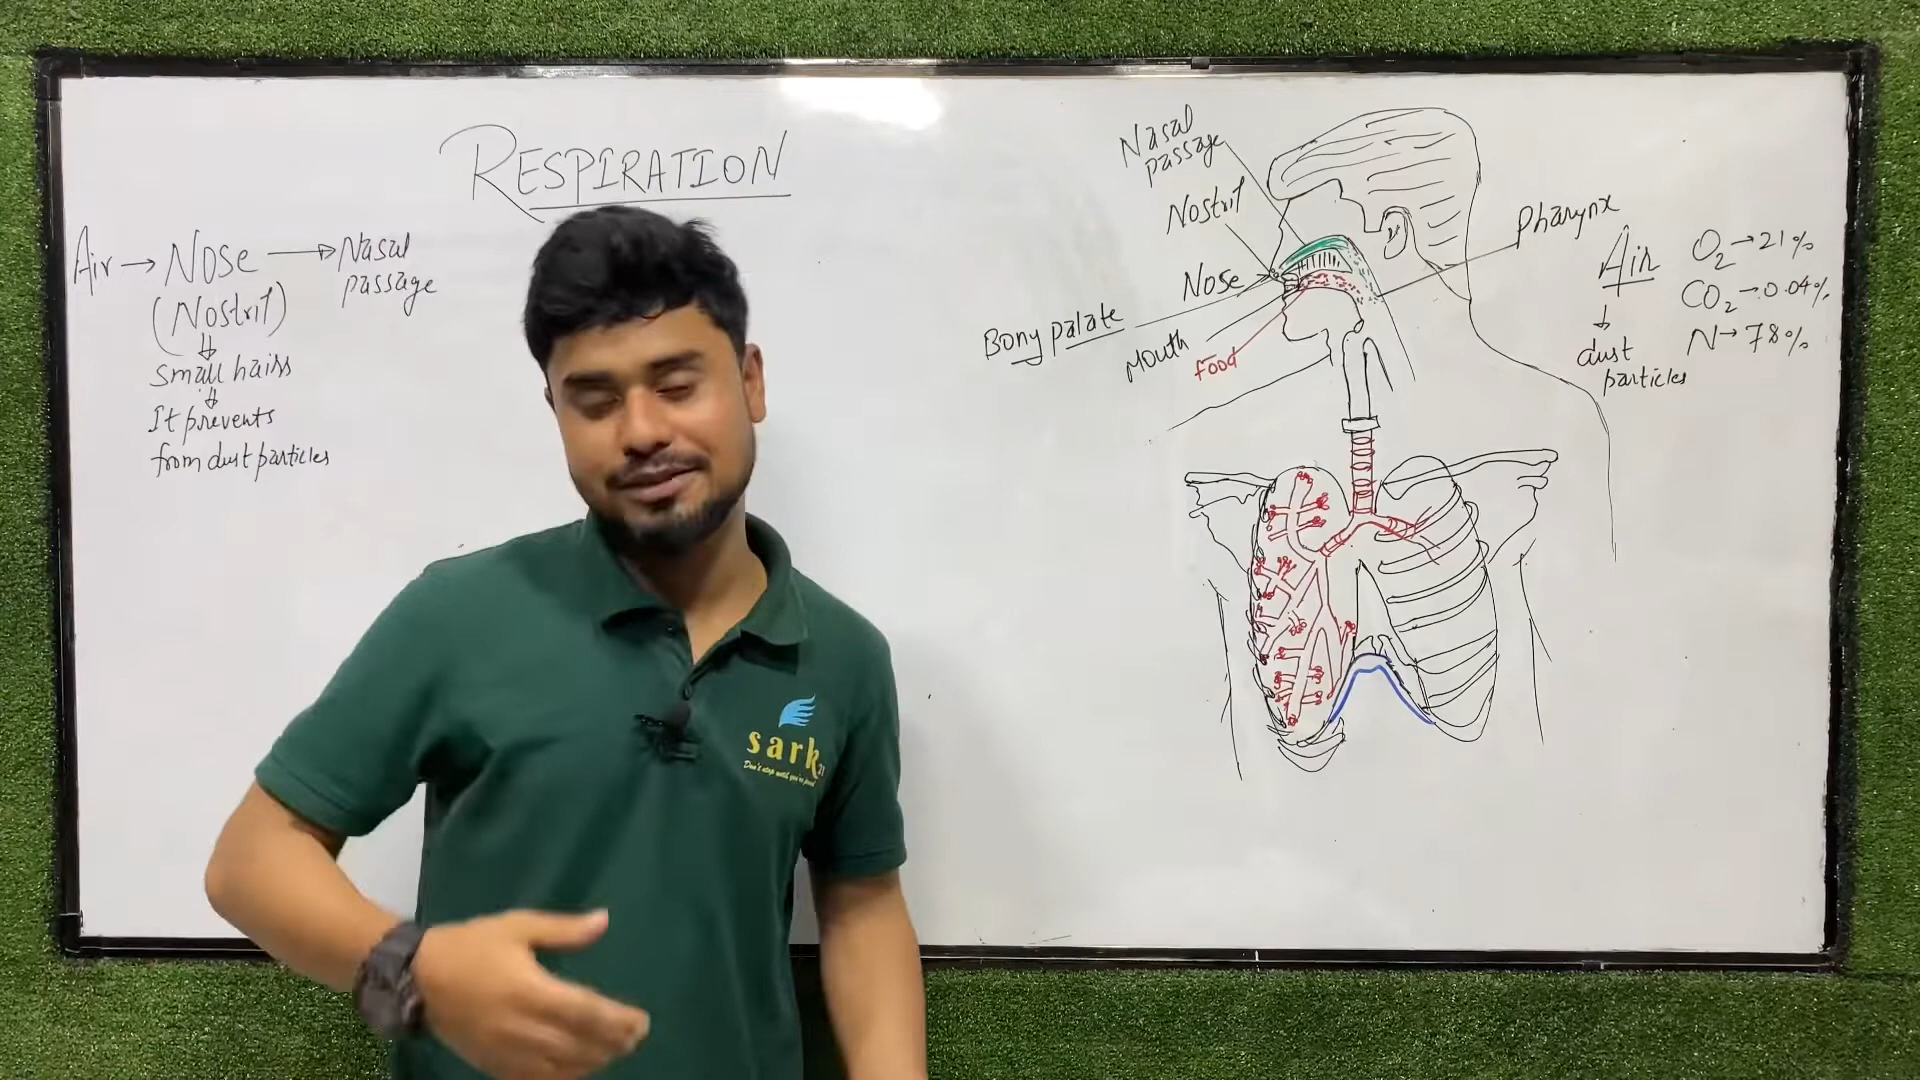 RESPIRATION
Air → Nose → Nasal
passage
(Nostril)
small hairs
It prevents
from dust particles
Nasal
passage
Nostril
Nose
Bony palate
Mouth
Food
Pharynx
Air
dust
particles
O2 → 21%
CO2 → 0.04%
N → 78%
sark